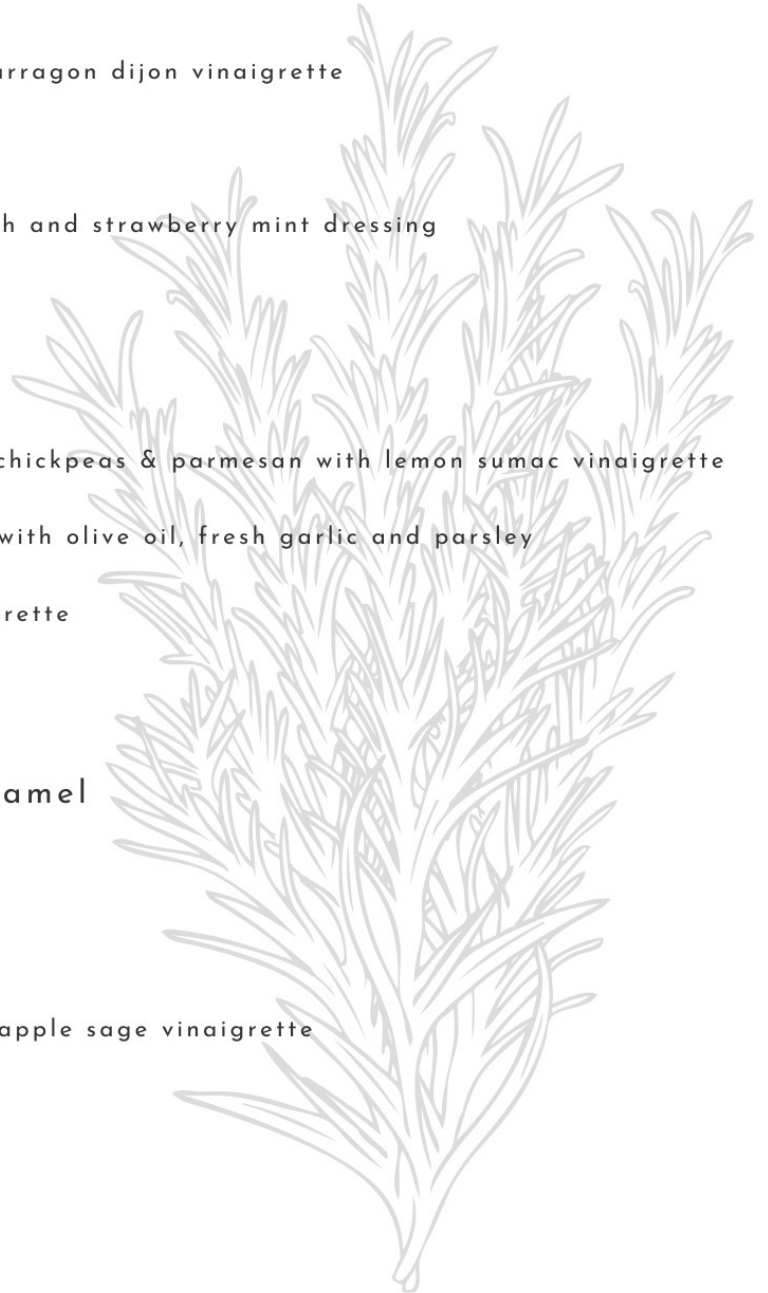 arragon dijon vinaigrette
h and strawberry mint dressing
chickpeas & parmesan with lemon sumac vinaigrette
with olive oil, fresh garlic and parsley
rette
amel
apple sage vinaigrette